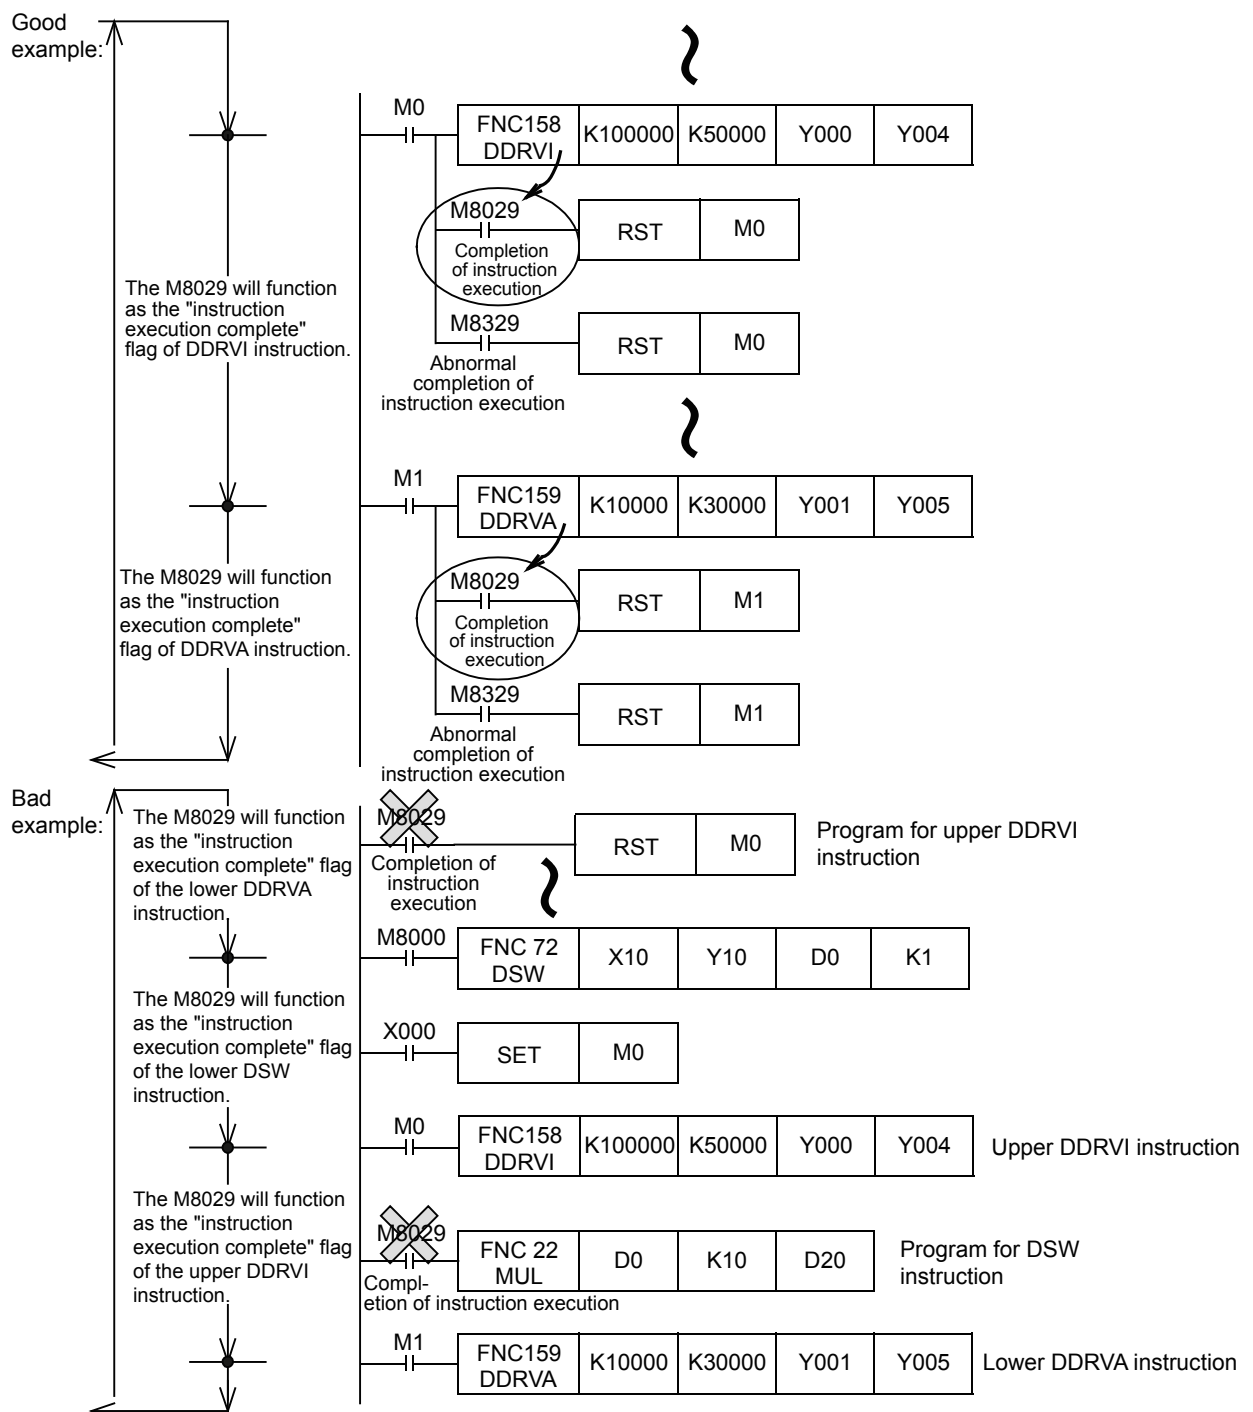 Good
example:
M0
FNC158
DDRVI
K100000
K50000
Y000
Y004
M8029
Completion
of instruction
execution
RST
M0
The M8029 will function
as the "instruction
execution complete"
flag of DDRVI instruction.
M8329
Abnormal
completion of
instruction execution
RST
M0
M1
FNC159
DDRVA
K10000
K30000
Y001
Y005
The M8029 will function
as the "instruction
execution complete"
flag of DDRVA instruction.
M8029
Completion
of instruction
execution
RST
M1
M8329
Abnormal
completion of
instruction execution
RST
M1
Bad
example:
The M8029 will function
as the "instruction
execution complete" flag
of the lower DDRVA
instruction.
M8029
Completion of
instruction
execution
RST
M0
Program for upper DDRVI
instruction
M8000
FNC 72
DSW
X10
Y10
D0
K1
The M8029 will function
as the "instruction
execution complete" flag
of the lower DSW
instruction.
X000
SET
M0
M0
FNC158
DDRVI
K100000
K50000
Y000
Y004
Upper DDRVI instruction
The M8029 will function
as the "instruction
execution complete" flag
of the upper DDRVI
instruction.
M8029
Compl-
etion of instruction execution
FNC 22
MUL
D0
K10
D20
Program for DSW
instruction
M1
FNC159
DDRVA
K10000
K30000
Y001
Y005
Lower DDRVA instruction